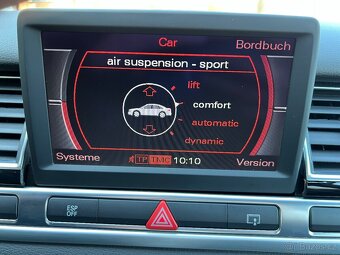 Car
Bordbuch
air suspension - sport
lift
comfort
automatic
dynamic
Systeme
TP TMC 10:10
Version
ESP
OFF